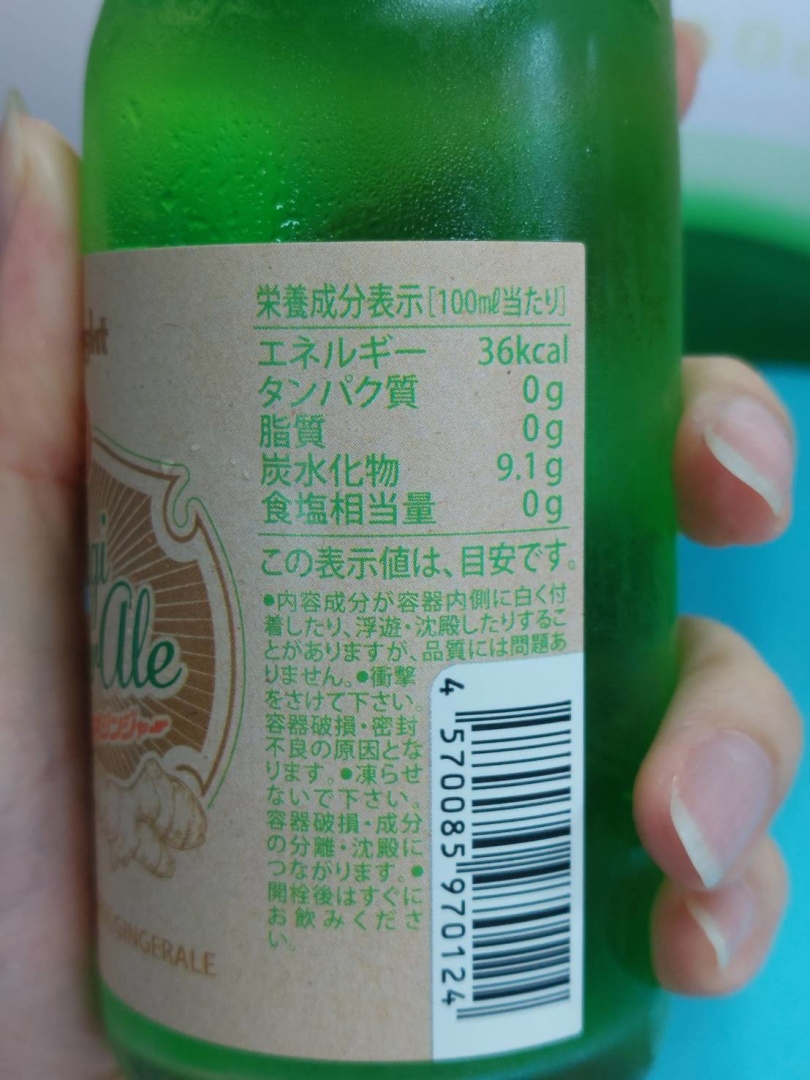 栄養成分表示[100㎖当たり]
エネルギー 36kcal
タンパク質 0g
脂質 0g
炭水化物 9.1g
食塩相当量 0g
この表示値は、目安です。
●内容成分が容器内側に白く付
着したり、浮遊・沈殿したりするこ
とがありますが、品質には問題あ
りません。●衝撃
をさけて下さい。
容器破損・密封
不良の原因とな
ります。●凍らせ
ないで下さい。
容器破損・成分
の分離・沈殿に
つながります。●
開栓後はすぐに
お飲みくださ
い。
4 570085 970124
Ale
ジンジャー
GINGERALE